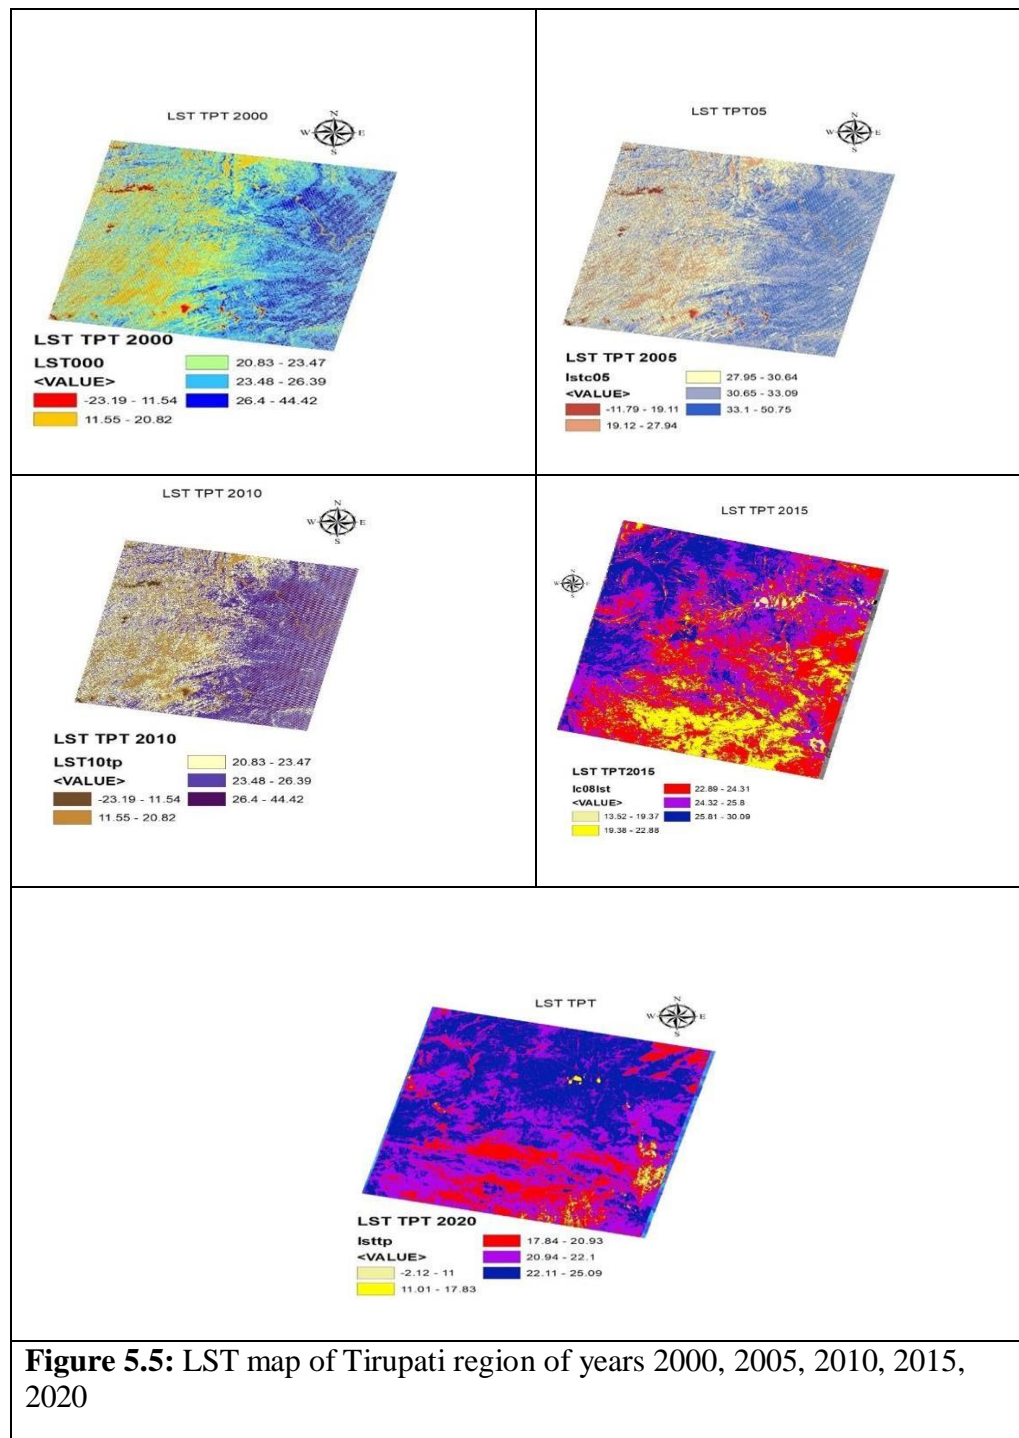 LST TPT 2000
N
W E
S
LST TPT 2000
LST000
<VALUE>
-23.19 - 11.54
11.55 - 20.82
20.83 - 23.47
23.48 - 26.39
26.4 - 44.42
LST TPT05
N
W E
S
LST TPT 2005
lstc05
<VALUE>
-11.79 - 19.11
19.12 - 27.94
27.95 - 30.64
30.65 - 33.09
33.1 - 50.75
LST TPT 2010
N
W E
S
LST TPT 2010
LST10tp
<VALUE>
-23.19 - 11.54
11.55 - 20.82
20.83 - 23.47
23.48 - 26.39
26.4 - 44.42
LST TPT 2015
N
W E
S
LST TPT2015
lc08lst
<VALUE>
13.52 - 19.37
19.38 - 22.88
22.89 - 24.31
24.32 - 25.8
25.81 - 30.09
LST TPT
N
W E
S
LST TPT 2020
lsttp
<VALUE>
-2.12 - 11
11.01 - 17.83
17.84 - 20.93
20.94 - 22.1
22.11 - 25.09
Figure 5.5: LST map of Tirupati region of years 2000, 2005, 2010, 2015,
2020